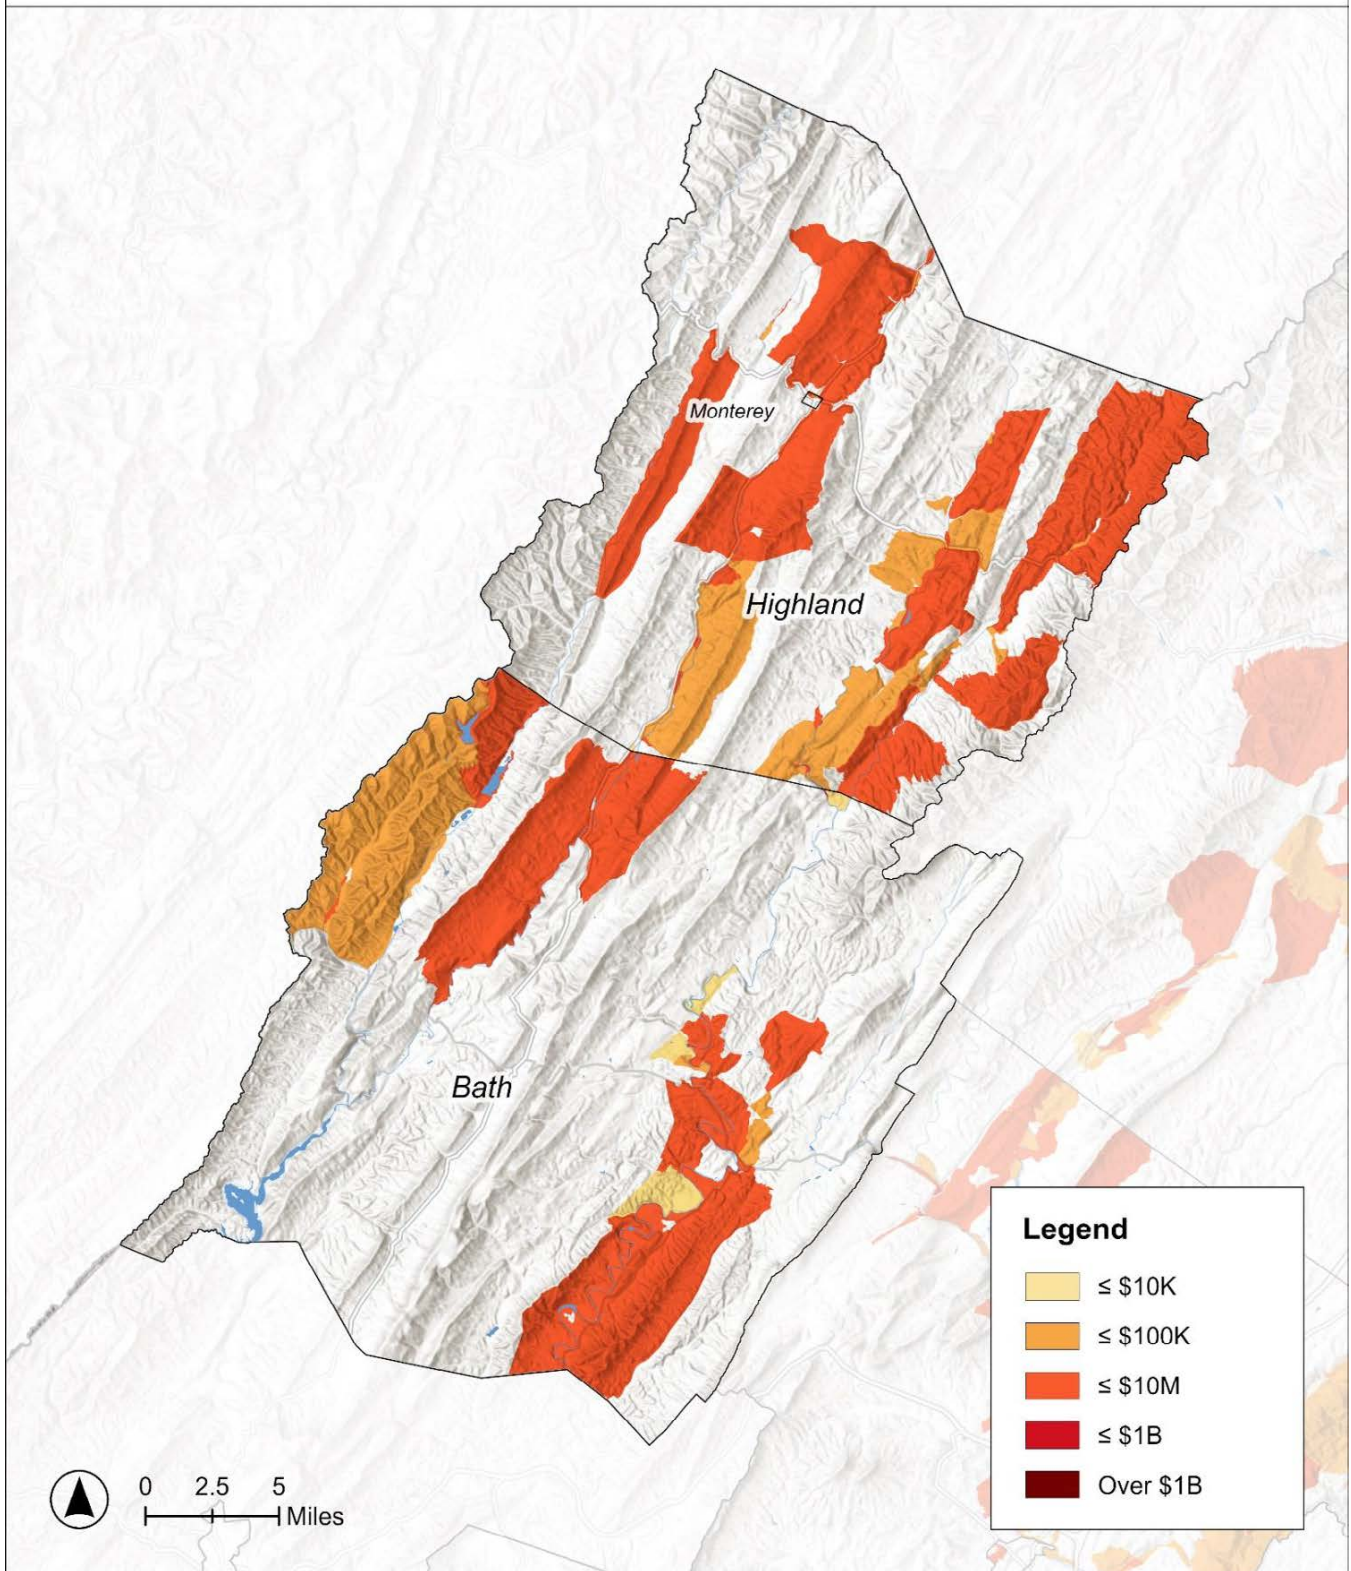 Monterey
Highland
Bath
Legend
≤ $10K
≤ $100K
≤ $10M
≤ $1B
Over $1B
0 2.5 5
Miles